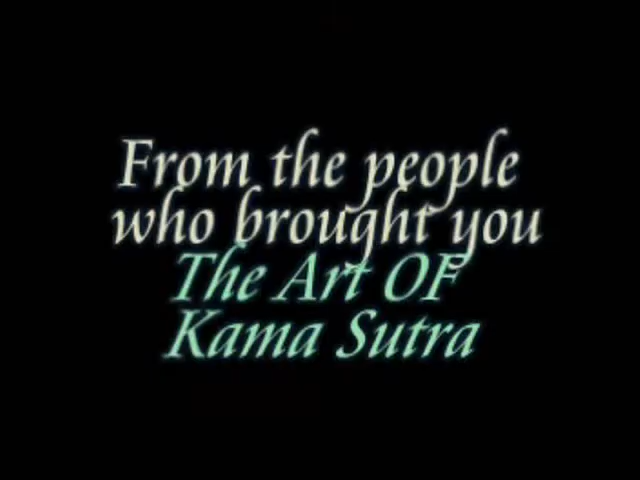 From the people
who brought you
The Art OF
Kama Sutra